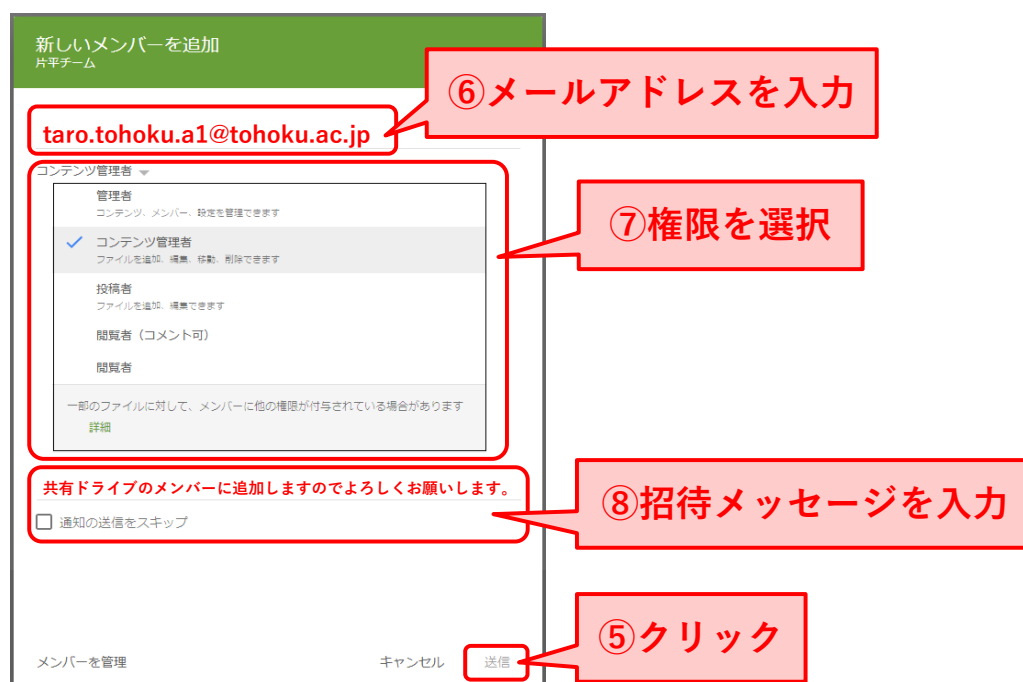 新しいメンバーを追加
片平チーム
⑥メールアドレスを入力
taro.tohoku.a1@tohoku.ac.jp
コンテンツ管理者
管理者
コンテンツ、メンバー、設定を管理できます
⑦権限を選択
コンテンツ管理者
ファイルを追加、編集、移動、削除できます
投稿者
ファイルを追加、編集できます
閲覧者（コメント可）
閲覧者
一部のファイルに対して、メンバーに他の権限が付与されている場合があります
詳細
共有ドライブのメンバーに追加しますのでよろしくお願いします。
⑧招待メッセージを入力
通知の送信をスキップ
⑤クリック
メンバーを管理
キャンセル
送信